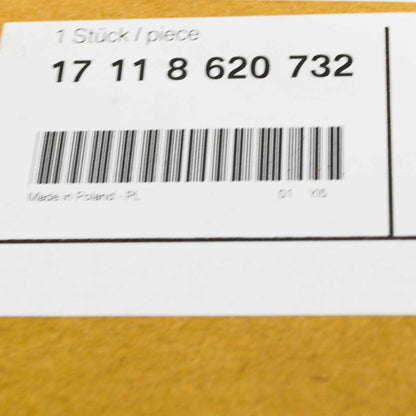 1 Stück / piece
17 11 8 620 732
Made in Poland - PL
01